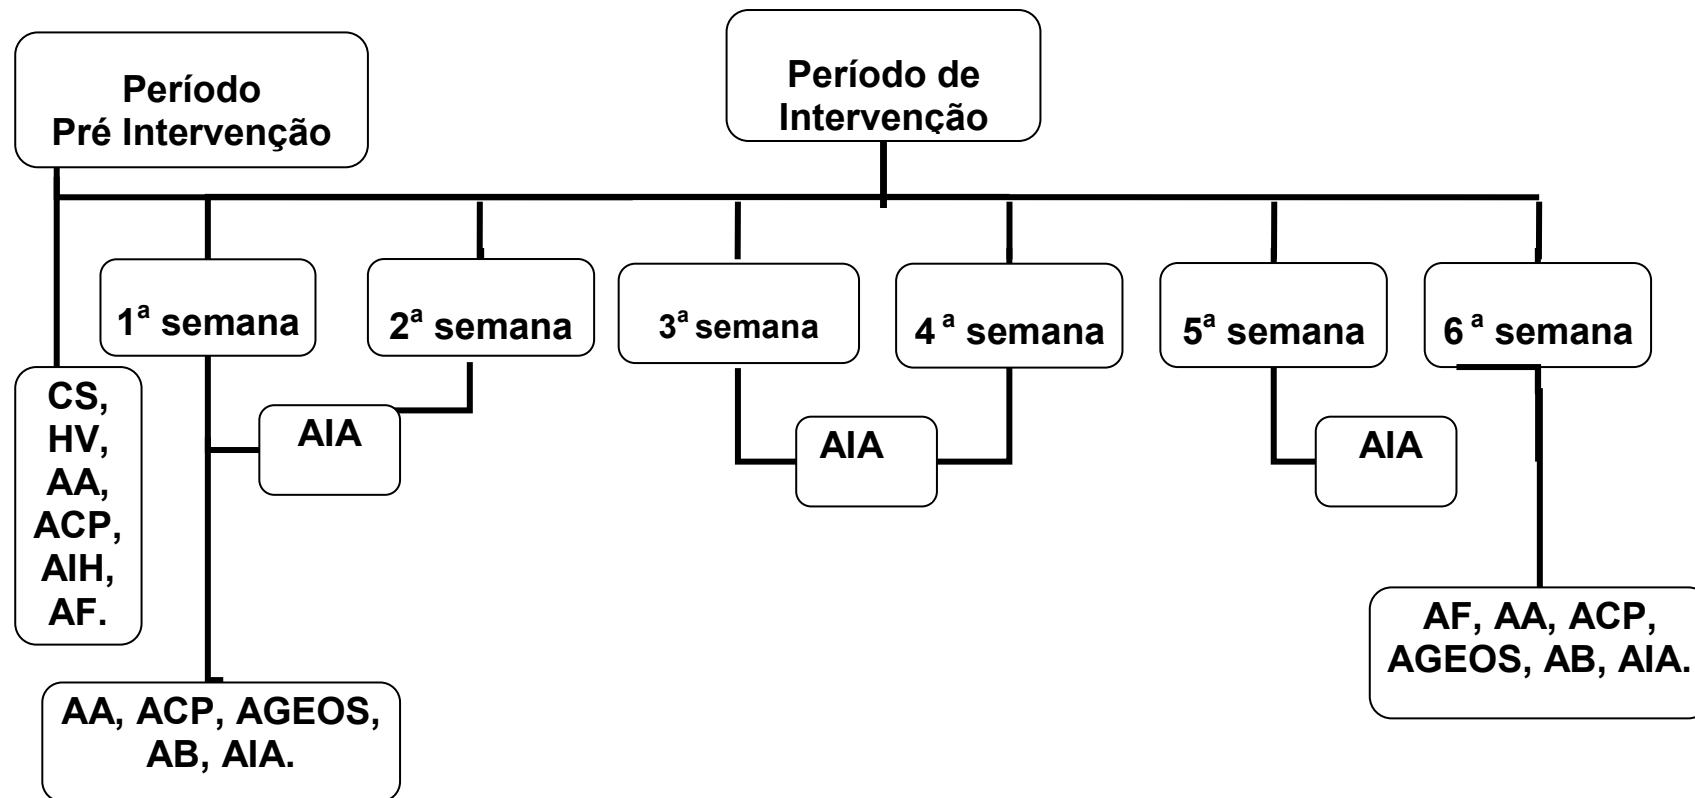 Período
Pré Intervenção
Período de
Intervenção
1ª semana
2ª semana
3ª semana
4 ª semana
5ª semana
6 ª semana
CS,
HV,
AA,
ACP,
AIH,
AF.
AIA
AIA
AIA
AA, ACP, AGEOS,
AB, AIA.
AF, AA, ACP,
AGEOS, AB, AIA.